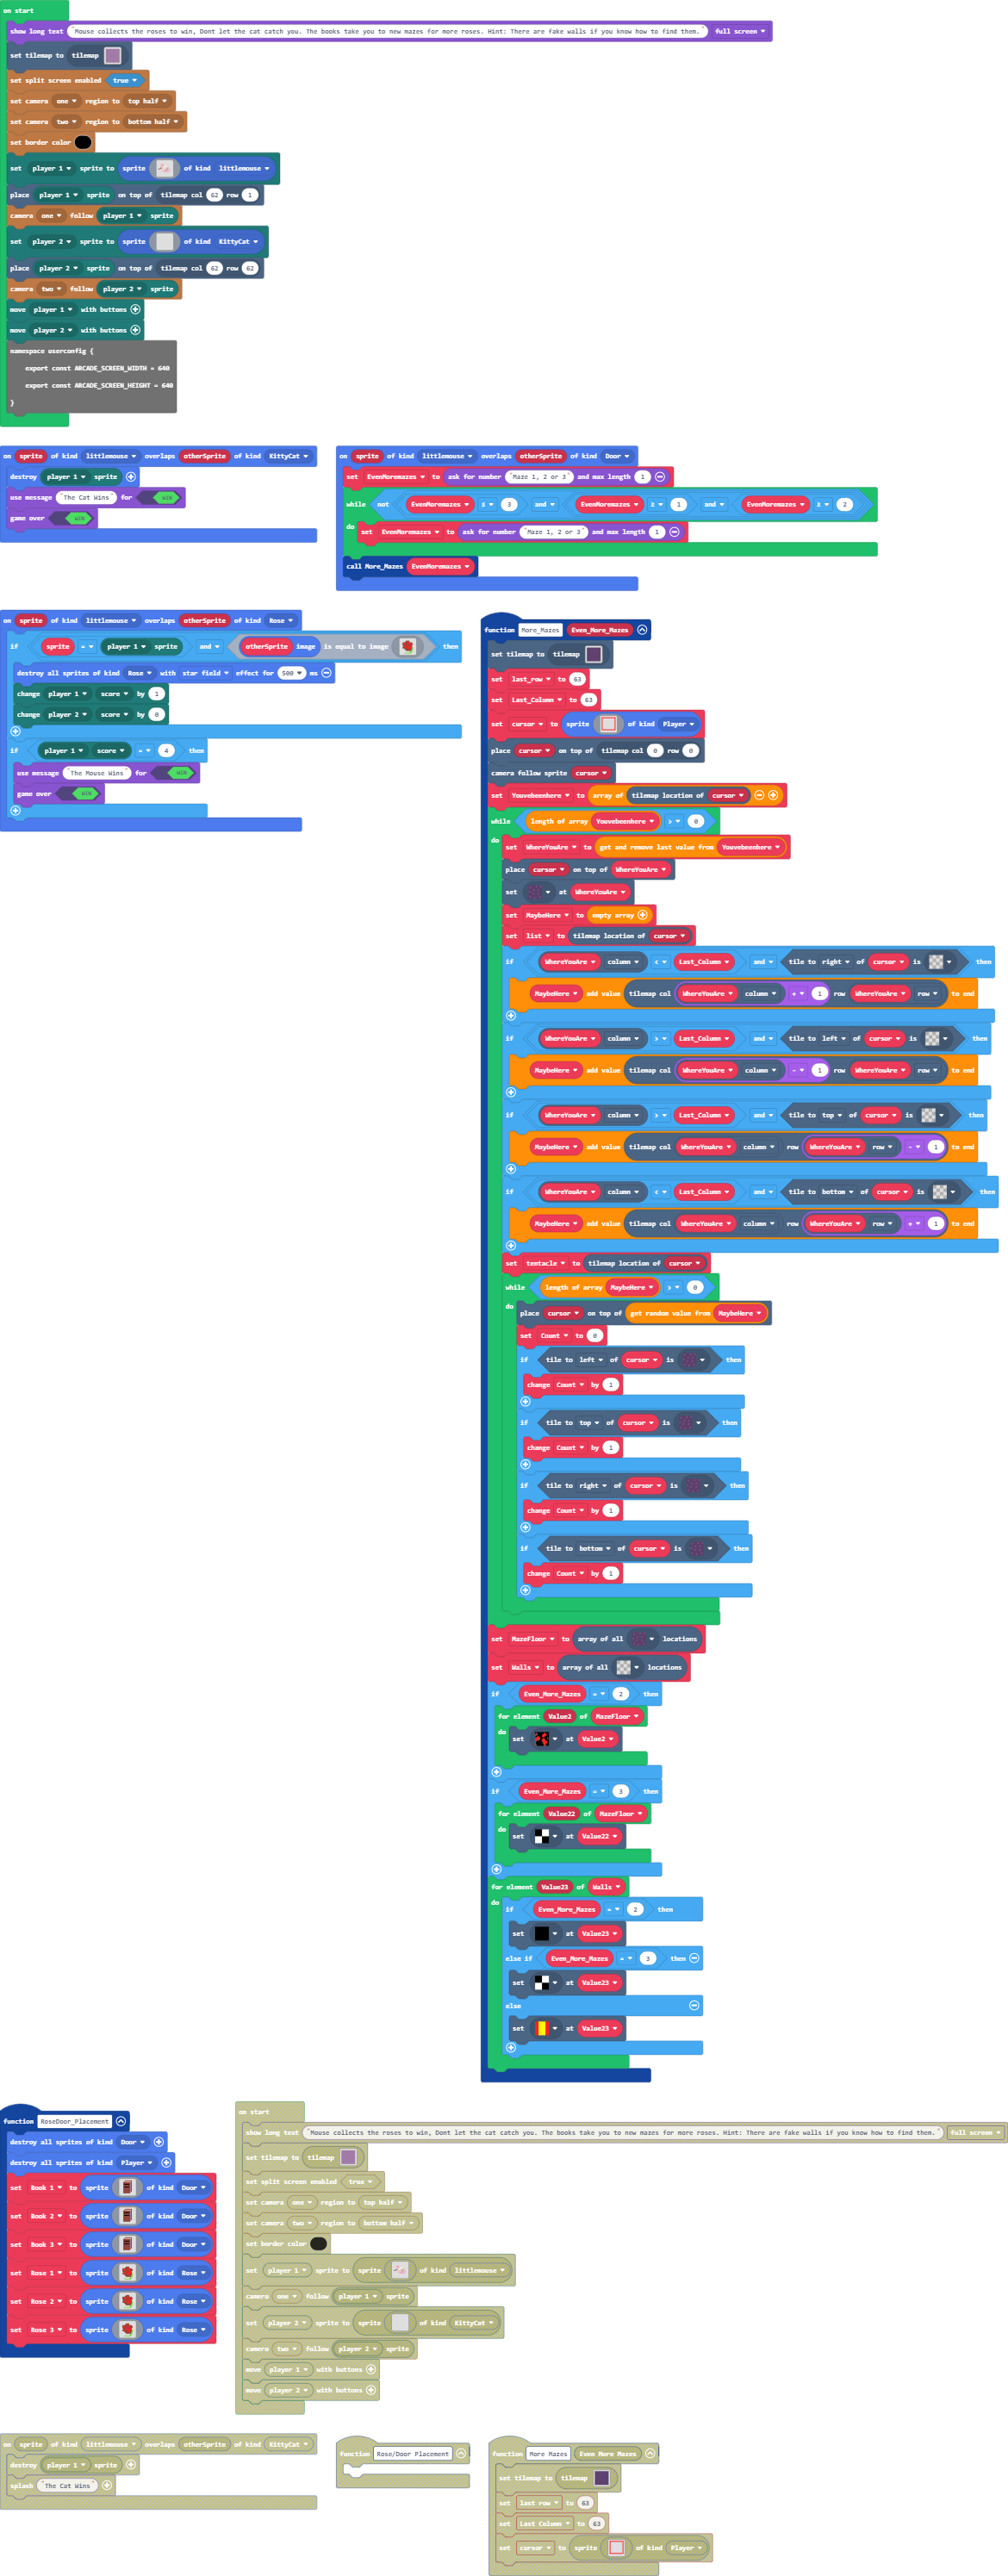 on start
show long text "Mouse collects the roses to win, Dont let the cat catch you. The books take you to new mazes for more roses. Hint: There are fake walls if you know how to find them." full screen
set tilemap to tilemap
set split screen enabled true
set camera one region to top half
set camera two region to bottom half
set border color
set player 1 sprite to sprite of kind littlemouse
place player 1 sprite on top of tilemap col 62 row 1
camera one follow player 1 sprite
set player 2 sprite to sprite of kind KittyCat
place player 2 sprite on top of tilemap col 62 row 62
camera two follow player 2 sprite
move player 1 with buttons
move player 2 with buttons
namespace userconfig {
export const ARCADE_SCREEN_WIDTH = 640
export const ARCADE_SCREEN_HEIGHT = 640
}
on sprite of kind littlemouse overlaps otherSprite of kind KittyCat
destroy player 1 sprite
use message "The Cat Wins" for WIN
game over WIN
on sprite of kind littlemouse overlaps otherSprite of kind Door
set EvenMoremazes to ask for number "Maze 1, 2 or 3" and max length 1
while not EvenMoremazes ≤ 3 and EvenMoremazes ≥ 1 and EvenMoremazes ≥ 2
do set EvenMoremazes to ask for number "Maze 1, 2 or 3" and max length 1
call More_Mazes EvenMoremazes
on sprite of kind littlemouse overlaps otherSprite of kind Rose
if sprite = player 1 sprite and otherSprite image is equal to image then
destroy all sprites of kind Rose with star field effect for 500 ms
change player 1 score by 1
change player 2 score by 0
if player 1 score = 4 then
use message "The Mouse Wins" for WIN
game over WIN
function More_Mazes Even_More_Mazes
set tilemap to tilemap
set last_row to 63
set Last_Column to 63
set cursor to sprite of kind Player
place cursor on top of tilemap col 0 row 0
camera follow sprite cursor
set Youvebeenhere to array of tilemap location of cursor
while length of array Youvebeenhere > 0
do set WhereYouAre to get and remove last value from Youvebeenhere
place cursor on top of WhereYouAre
set at WhereYouAre
set MaybeHere to empty array
set list to tilemap location of cursor
if WhereYouAre column < Last_Column and tile to right of cursor is then
MaybeHere add value tilemap col WhereYouAre column + 1 row WhereYouAre row to end
if WhereYouAre column > Last_Column and tile to left of cursor is then
MaybeHere add value tilemap col WhereYouAre column - 1 row WhereYouAre row to end
if WhereYouAre column > Last_Column and tile to top of cursor is then
MaybeHere add value tilemap col WhereYouAre column row WhereYouAre row - 1 to end
if WhereYouAre column < Last_Column and tile to bottom of cursor is then
MaybeHere add value tilemap col WhereYouAre column row WhereYouAre row + 1 to end
set tentacle to tilemap location of cursor
while length of array MaybeHere > 0
do place cursor on top of get random value from MaybeHere
set Count to 0
if tile to left of cursor is then
change Count by 1
if tile to top of cursor is then
change Count by 1
if tile to right of cursor is then
change Count by 1
if tile to bottom of cursor is then
change Count by 1
set MazeFloor to array of all locations
set Walls to array of all locations
if Even_More_Mazes = 2 then
for element Value2 of MazeFloor
do set at Value2
if Even_More_Mazes = 3 then
for element Value22 of MazeFloor
do set at Value22
for element Value23 of Walls
do if Even_More_Mazes = 2 then
set at Value23
else if Even_More_Mazes = 3 then
set at Value23
else
set at Value23
function RoseDoor_Placement
destroy all sprites of kind Door
destroy all sprites of kind Player
set Book 1 to sprite of kind Door
set Book 2 to sprite of kind Door
set Book 3 to sprite of kind Door
set Rose 1 to sprite of kind Rose
set Rose 2 to sprite of kind Rose
set Rose 3 to sprite of kind Rose
on start
show long text "Mouse collects the roses to win, Dont let the cat catch you. The books take you to new mazes for more roses. Hint: There are fake walls if you know how to find them." full screen
set tilemap to tilemap
set split screen enabled true
set camera one region to top half
set camera two region to bottom half
set border color
set player 1 sprite to sprite of kind littlemouse
camera one follow player 1 sprite
set player 2 sprite to sprite of kind KittyCat
camera two follow player 2 sprite
move player 1 with buttons
move player 2 with buttons
on sprite of kind littlemouse overlaps otherSprite of kind KittyCat
destroy player 1 sprite
splash "The Cat Wins"
function Rose/Door Placement
function More Mazes Even More Mazes
set tilemap to tilemap
set last row to 63
set Last Column to 63
set cursor to sprite of kind Player